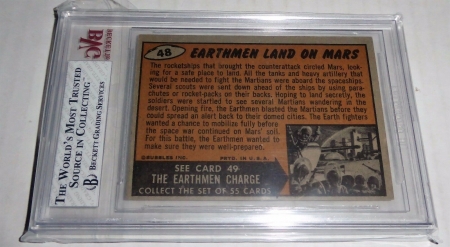 48
EARTHMEN LAND ON MARS
The rocketships that brought the counterattack circled Mars, look-
ing for a safe place to land. All the tanks and heavy artillery that
would be needed to fight the Martians were aboard the spaceships.
Several scouts were sent down ahead of the ships by using para-
chutes or rocket-packs on their backs. Hoping to land secretly, the
soldiers were startled to see several Martians wandering in the
desert. Opening fire, the Earthmen blasted the Martians before they
could spread an alert back to their domed cities. The Earth fighters
wanted a chance to mobilize fully before
the space war continued on Mars' soil.
For this battle, the Earthmen wanted to
make sure they were well-prepared.
©BUBBLES INC. PRTD. IN U.S.A.
SEE CARD 49
THE EARTHMEN CHARGE
COLLECT THE SET OF 55 CARDS
BECKETT
BVG
THE WORLD'S MOST TRUSTED
SOURCE IN COLLECTING
BECKETT GRADING SERVICES